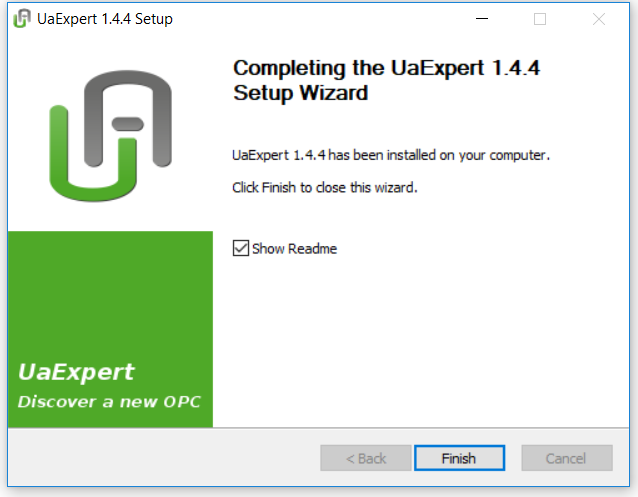 UaExpert 1.4.4 Setup
Completing the UaExpert 1.4.4
Setup Wizard
UaExpert 1.4.4 has been installed on your computer.
Click Finish to close this wizard.
Show Readme
UaExpert
Discover a new OPC
< Back
Finish
Cancel